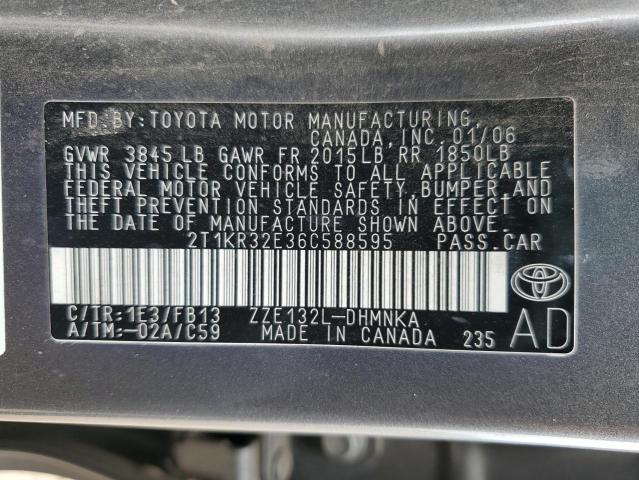 MFD. BY:TOYOTA MOTOR MANUFACTURING,
CANADA, INC. 01/06
GVWR 3845 LB GAWR FR 2015LB RR 1850LB
THIS VEHICLE CONFORMS TO ALL APPLICABLE
FEDERAL MOTOR VEHICLE SAFETY, BUMPER, AND
THEFT PREVENTION STANDARDS IN EFFECT ON
THE DATE OF MANUFACTURE SHOWN ABOVE.
2T1KR32E36C588595 PASS.CAR
C/TR:1E3/FB13 ZZE132L-DHMNKA
A/TM:-02A/C59 MADE IN CANADA 235
AD